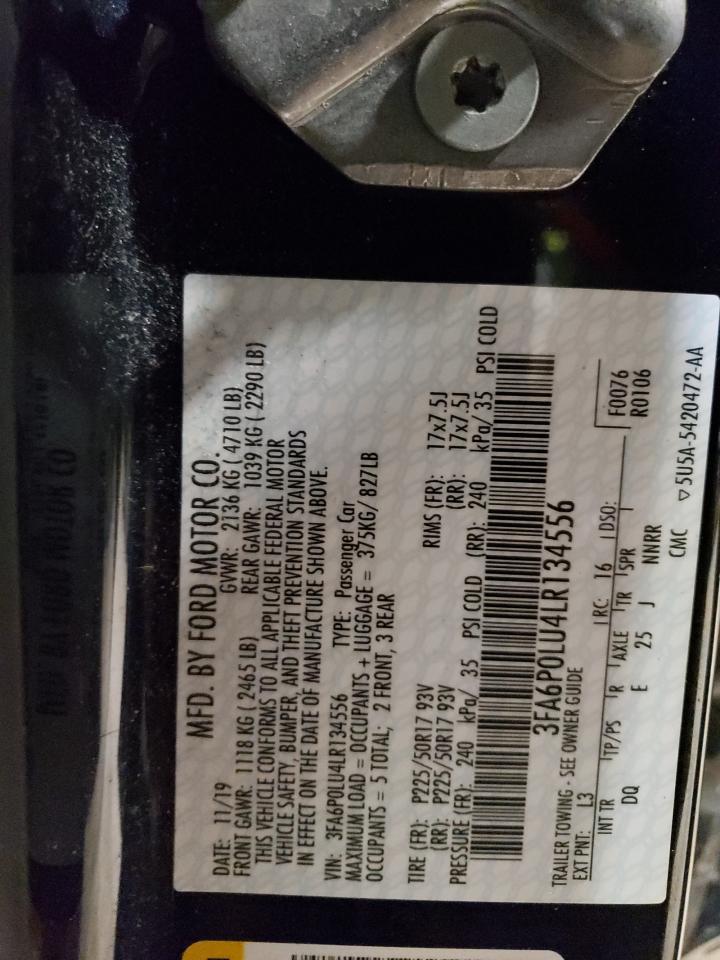 MFD. BY FORD MOTOR CO.
DATE: 11/19 GVWR: 2136 KG ( 4710 LB)
FRONT GAWR: 1118 KG ( 2465 LB) REAR GAWR: 1039 KG ( 2290 LB)
THIS VEHICLE CONFORMS TO ALL APPLICABLE FEDERAL MOTOR
VEHICLE SAFETY, BUMPER, AND THEFT PREVENTION STANDARDS
IN EFFECT ON THE DATE OF MANUFACTURE SHOWN ABOVE.
VIN: 3FA6P0LU4LR134556 TYPE: Passenger Car
MAXIMUM LOAD = OCCUPANTS + LUGGAGE = 375KG/ 827LB
OCCUPANTS = 5 TOTAL; 2 FRONT, 3 REAR
TIRE (FR): P225/50R17 93V RIMS (FR): 17x7.5J
(RR): P225/50R17 93V (RR): 17x7.5J
PRESSURE (FR): 240 kPa/ 35 PSI COLD (RR): 240 kPa/ 35 PSI COLD
3FA6P0LU4LR134556
TRAILER TOWING - SEE OWNER GUIDE
EXT PNT: L3 RC: 16 DSO: F0076
R0106
INT TR TP/PS R AXLE TR SPR
DQ E 25 J NNRR
CMC ▽5U5A-5420472-AA